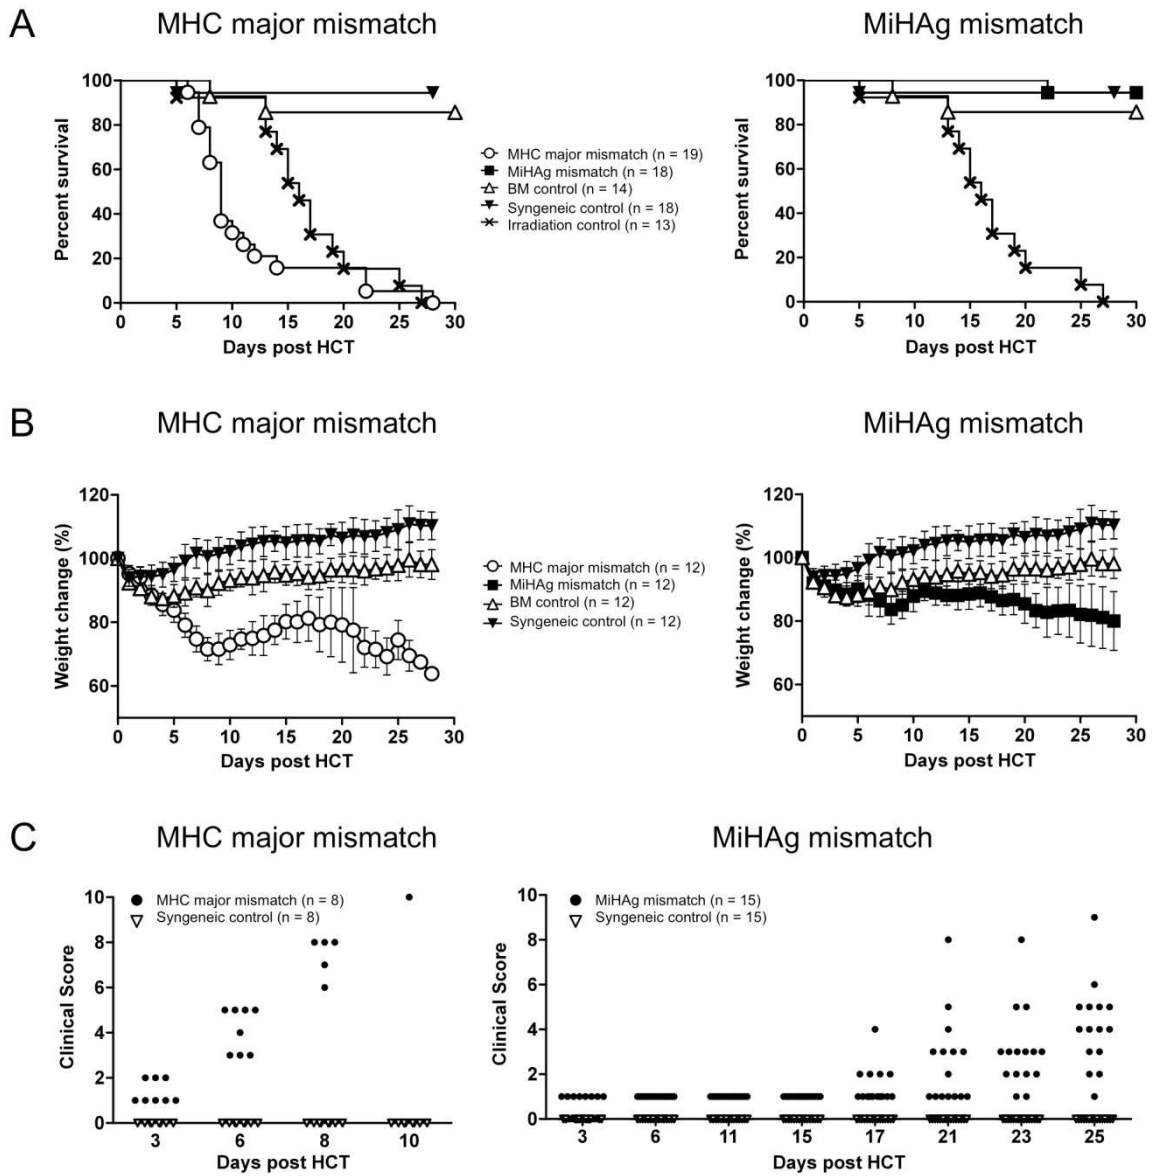 A
MHC major mismatch
MiHAg mismatch
Percent survival
100
80
60
40
20
0
0 5 10 15 20 25 30
Days post HCT
MHC major mismatch (n = 19)
MiHAg mismatch (n = 18)
BM control (n = 14)
Syngeneic control (n = 18)
Irradiation control (n = 13)
Percent survival
100
80
60
40
20
0
0 5 10 15 20 25 30
Days post HCT
B
MHC major mismatch
MiHAg mismatch
Weight change (%)
120
100
80
60
0 5 10 15 20 25 30
Days post HCT
MHC major mismatch (n = 12)
MiHAg mismatch (n = 12)
BM control (n = 12)
Syngeneic control (n = 12)
Weight change (%)
120
100
80
60
0 5 10 15 20 25 30
Days post HCT
C
MHC major mismatch
MiHAg mismatch
Clinical Score
10
8
6
4
2
0
MHC major mismatch (n = 8)
Syngeneic control (n = 8)
3 6 8 10
Days post HCT
Clinical Score
10
8
6
4
2
0
MiHAg mismatch (n = 15)
Syngeneic control (n = 15)
3 6 11 15 17 21 23 25
Days post HCT